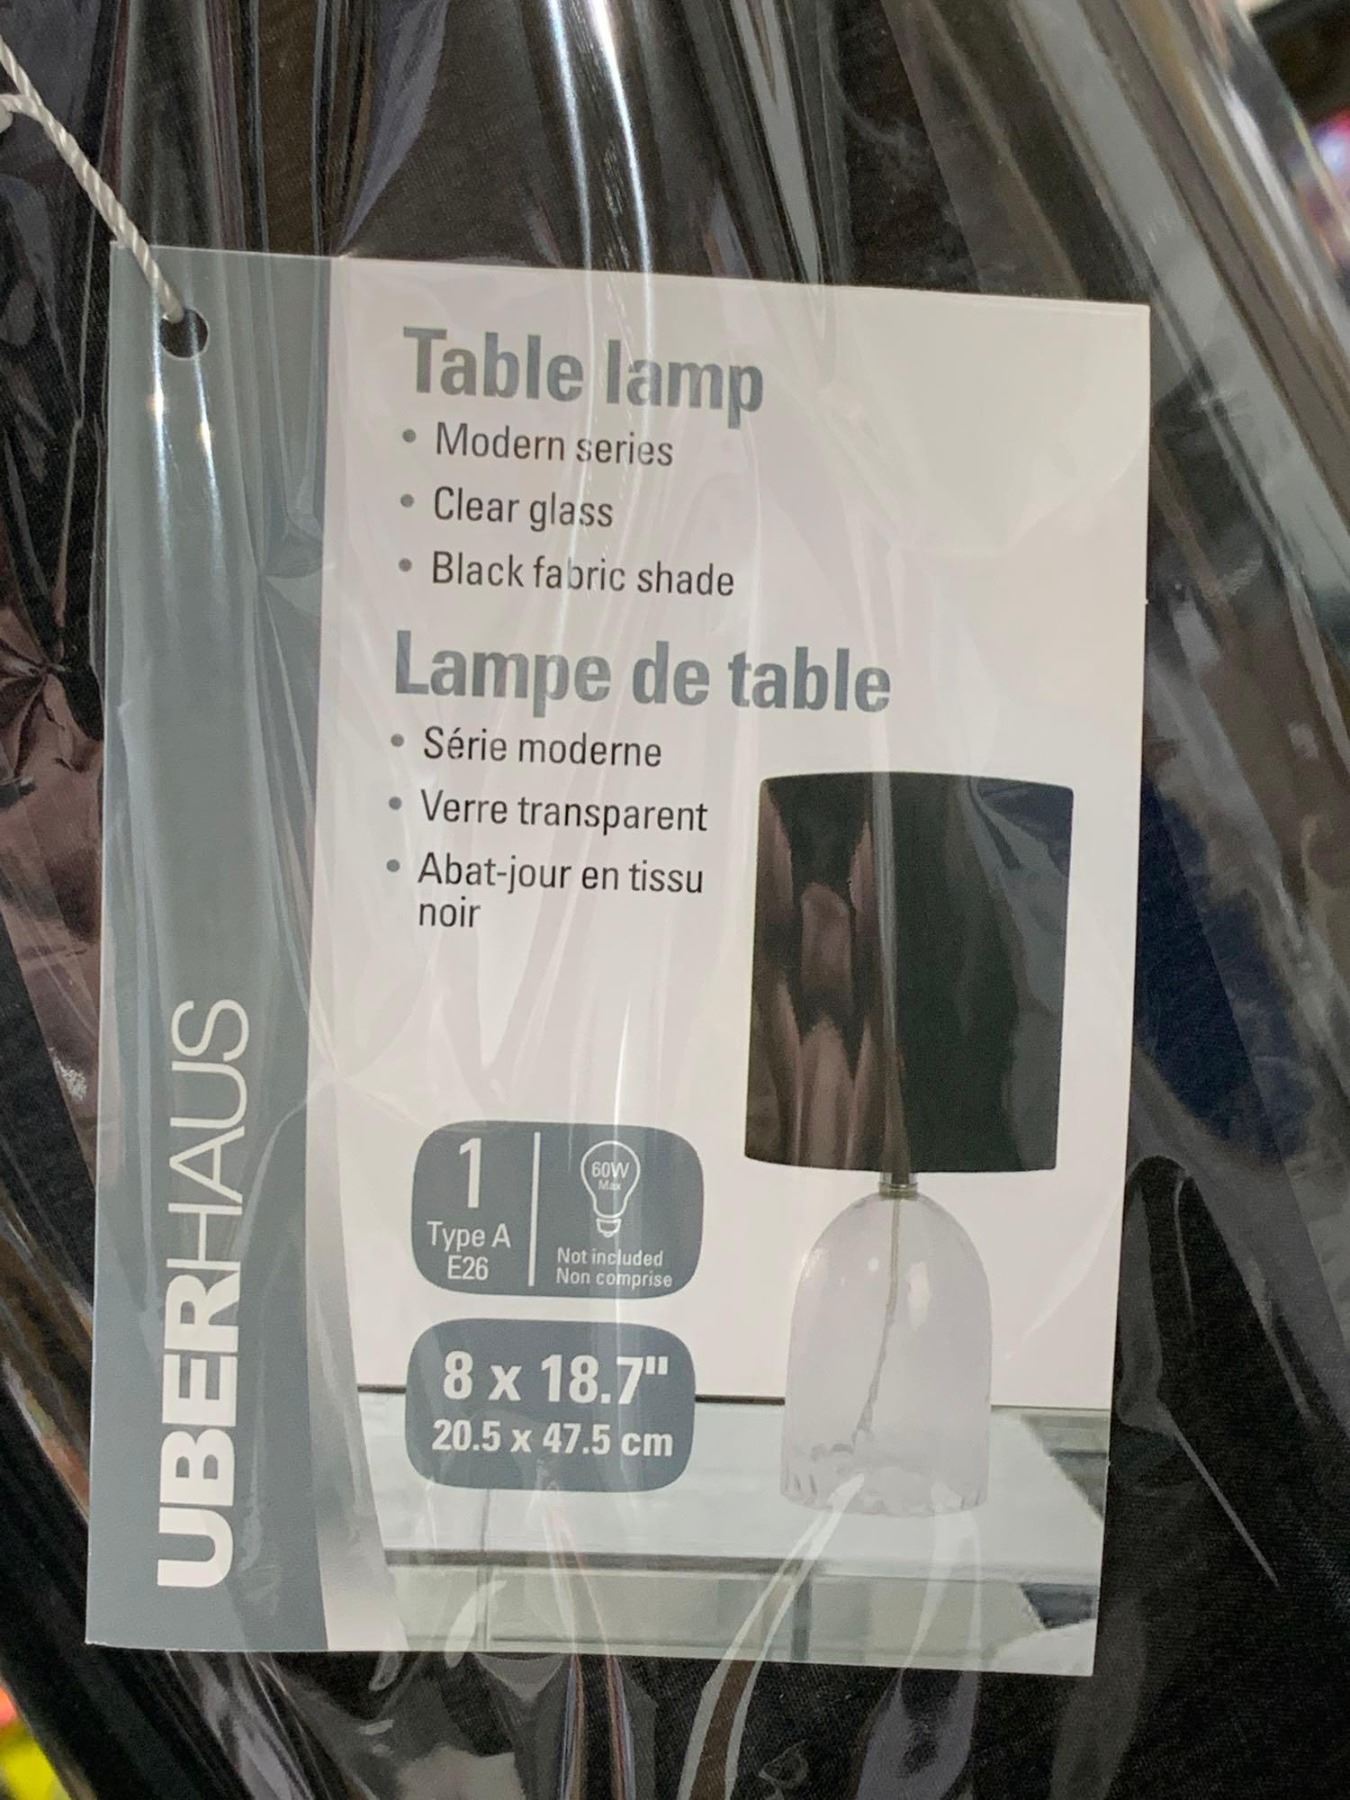 Table lamp
• Modern series
• Clear glass
• Black fabric shade
Lampe de table
• Série moderne
• Verre transparent
• Abat-jour en tissu
noir
UBERHAUS
1
Type A
E26
60W
Max
Not included
Non comprise
8 x 18.7"
20.5 x 47.5 cm